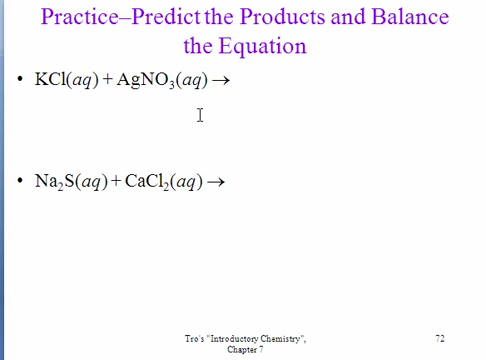 Practice–Predict the Products and Balance
the Equation
• KCl(aq) + AgNO₃(aq) →
• Na₂S(aq) + CaCl₂(aq) →
Tro's "Introductory Chemistry",
Chapter 7
72